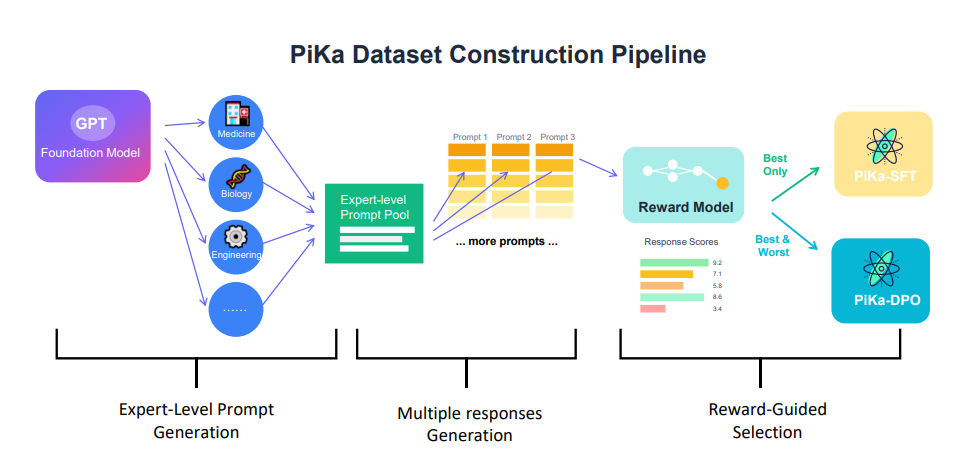 PiKa Dataset Construction Pipeline
GPT
Foundation Model
Medicine
Biology
Engineering
......
Expert-level
Prompt Pool
Prompt 1
Prompt 2
Prompt 3
... more prompts ...
Reward Model
Response Scores
9.2
7.1
5.8
8.6
3.4
Best
Only
Best &
Worst
PiKa-SFT
PiKa-DPO
Expert-Level Prompt
Generation
Multiple responses
Generation
Reward-Guided
Selection